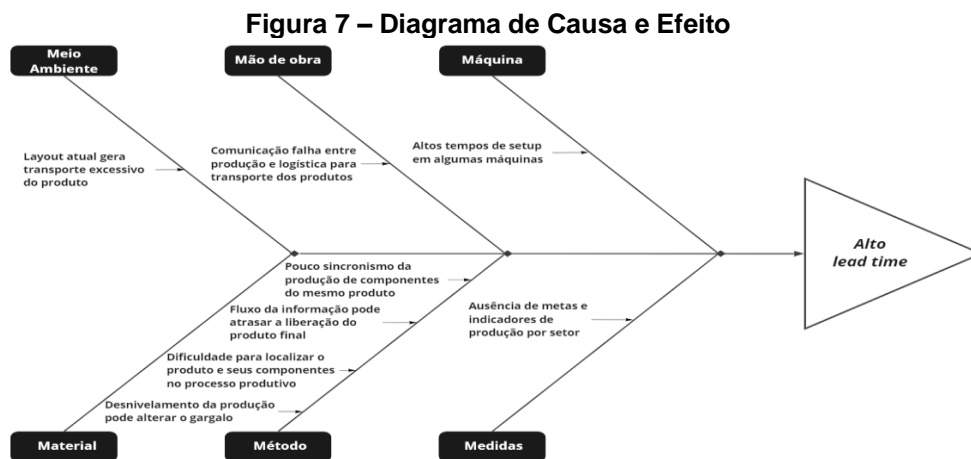 Figura 7 – Diagrama de Causa e Efeito
Meio
Ambiente
Mão de obra
Máquina
Layout atual gera
transporte excessivo
do produto
Comunicação falha entre
produção e logística para
transporte dos produtos
Altos tempos de setup
em algumas máquinas
Alto
lead time
Pouco sincronismo da
produção de componentes
do mesmo produto
Fluxo da informação pode
atrasar a liberação do
produto final
Dificuldade para localizar o
produto e seus componentes
no processo produtivo
Desnivelamento da produção
pode alterar o gargalo
Ausência de metas e
indicadores de
produção por setor
Material
Método
Medidas